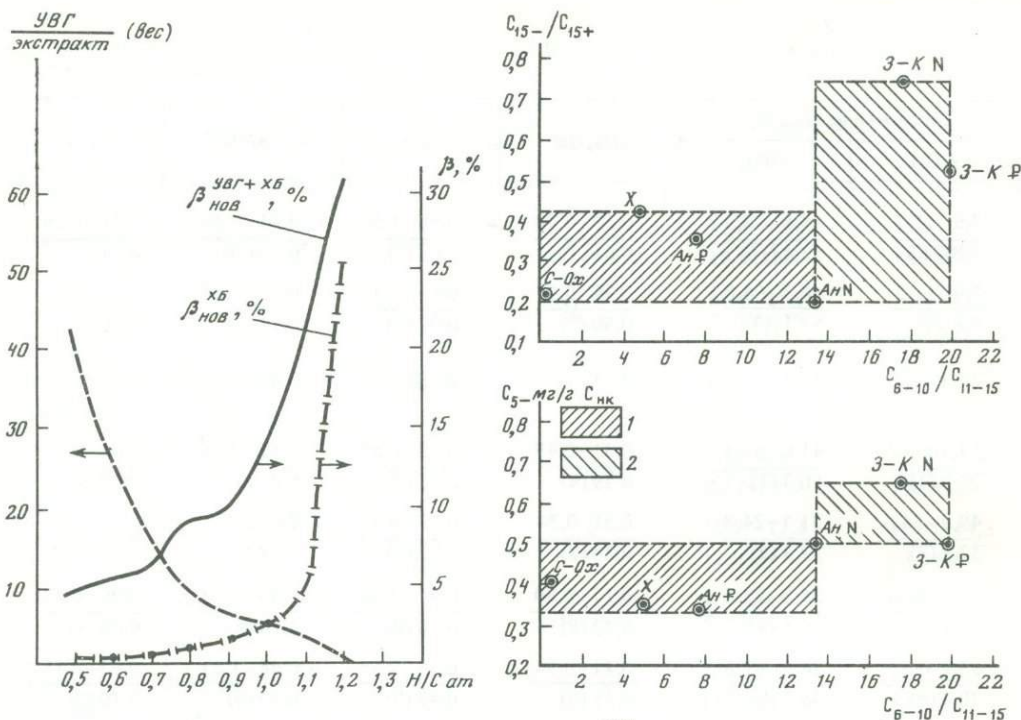 УВГ
экстракт (вес)
60
50
40
30
20
10
β, %
30
25
20
15
10
5
β УВГ+ХБ нов , %
β ХБ нов , %
0,5 0,6 0,7 0,8 0,9 1,0 1,1 1,2 1,3 Н/С ат
C15-/C15+
0,8
0,7
0,6
0,5
0,4
0,3
0,2
0,1
З-К N
З-К P
Х
Ан P
С-Ох
Ан N
2 4 6 8 10 12 14 16 18 20 22
C6-10/C11-15
C5- мг/г Cнк
0,8
0,7
0,6
0,5
0,4
0,3
0,2
1
2
З-К N
Ан N
З-К P
С-Ох
Х
Ан P
2 4 6 8 10 12 14 16 18 20 22
C6-10/C11-15